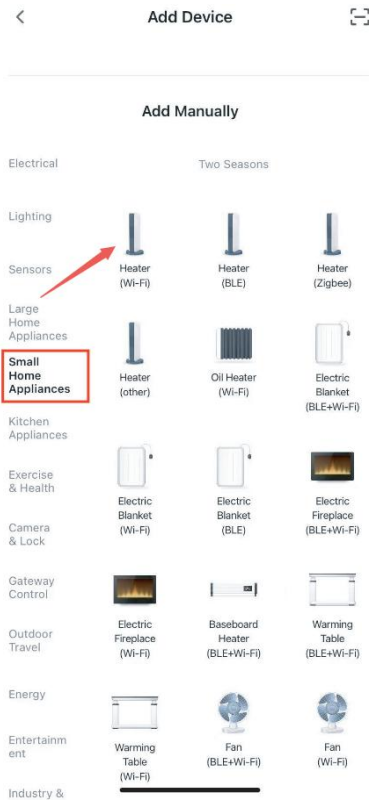 Add Device
Add Manually
Electrical
Two Seasons
Lighting
Sensors
Large
Home
Appliances
Small
Home
Appliances
Kitchen
Appliances
Exercise
& Health
Camera
& Lock
Gateway
Control
Outdoor
Travel
Energy
Entertainm
ent
Industry &
Heater
(Wi-Fi)
Heater
(BLE)
Heater
(Zigbee)
Heater
(other)
Oil Heater
(Wi-Fi)
Electric
Blanket
(BLE+Wi-Fi)
Electric
Blanket
(Wi-Fi)
Electric
Blanket
(BLE)
Electric
Fireplace
(BLE+Wi-Fi)
Electric
Fireplace
(Wi-Fi)
Baseboard
Heater
(BLE+Wi-Fi)
Warming
Table
(BLE+Wi-Fi)
Warming
Table
(Wi-Fi)
Fan
(BLE+Wi-Fi)
Fan
(Wi-Fi)